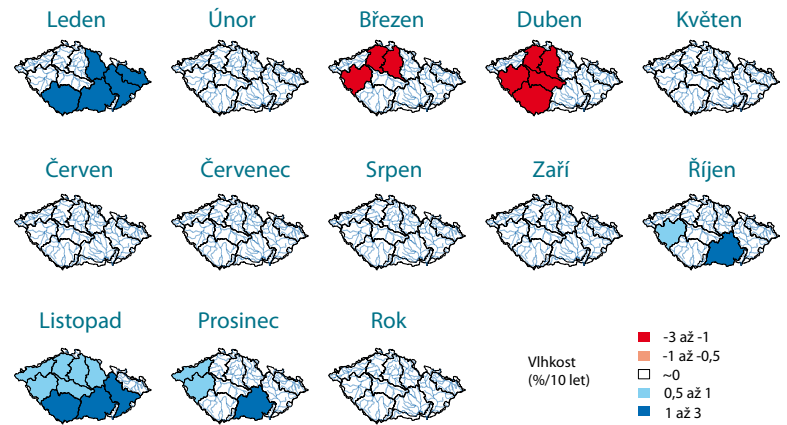 Leden Únor Březen Duben Květen
Červen Červenec Srpen Září Říjen
Listopad Prosinec Rok
Vlhkost
(%/10 let)
-3 až -1
-1 až -0,5
~0
0,5 až 1
1 až 3